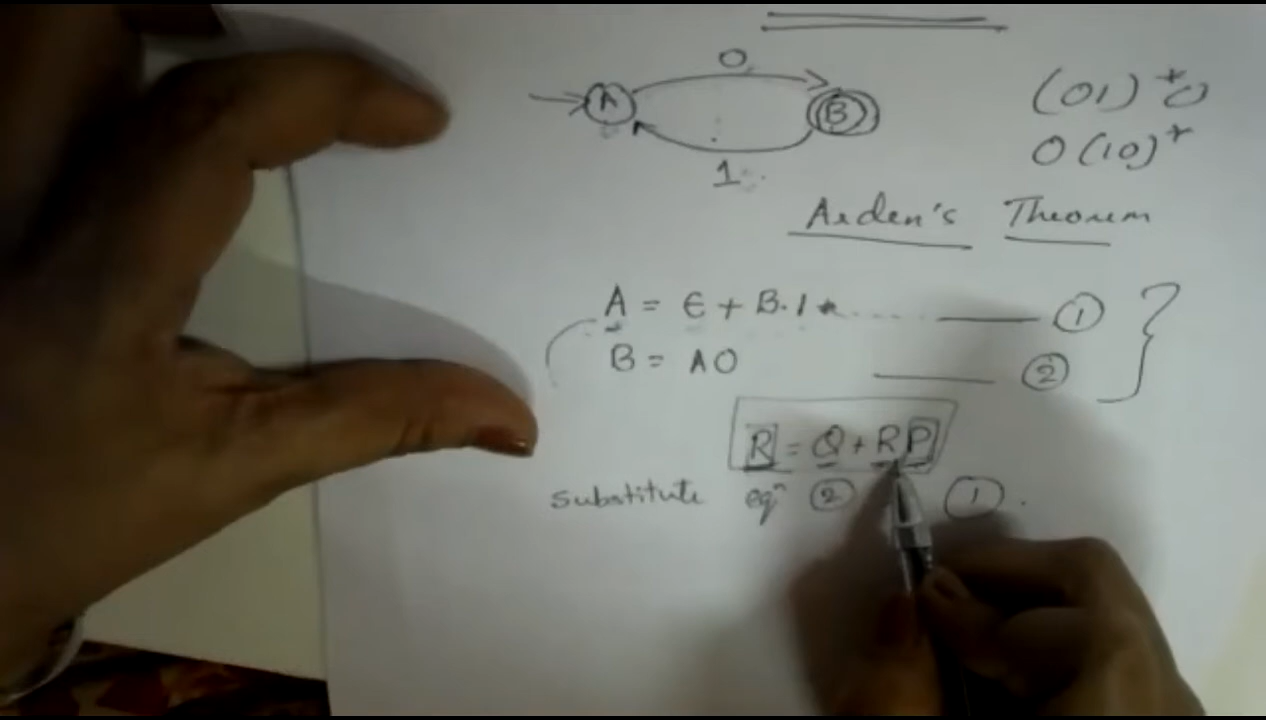 0
A B
1
(01)*0
0(10)*
Arden's Theorem
A = ϵ + B.1 ①
B = A0 ②
R = Q + RP
substitute eqⁿ ② ① .